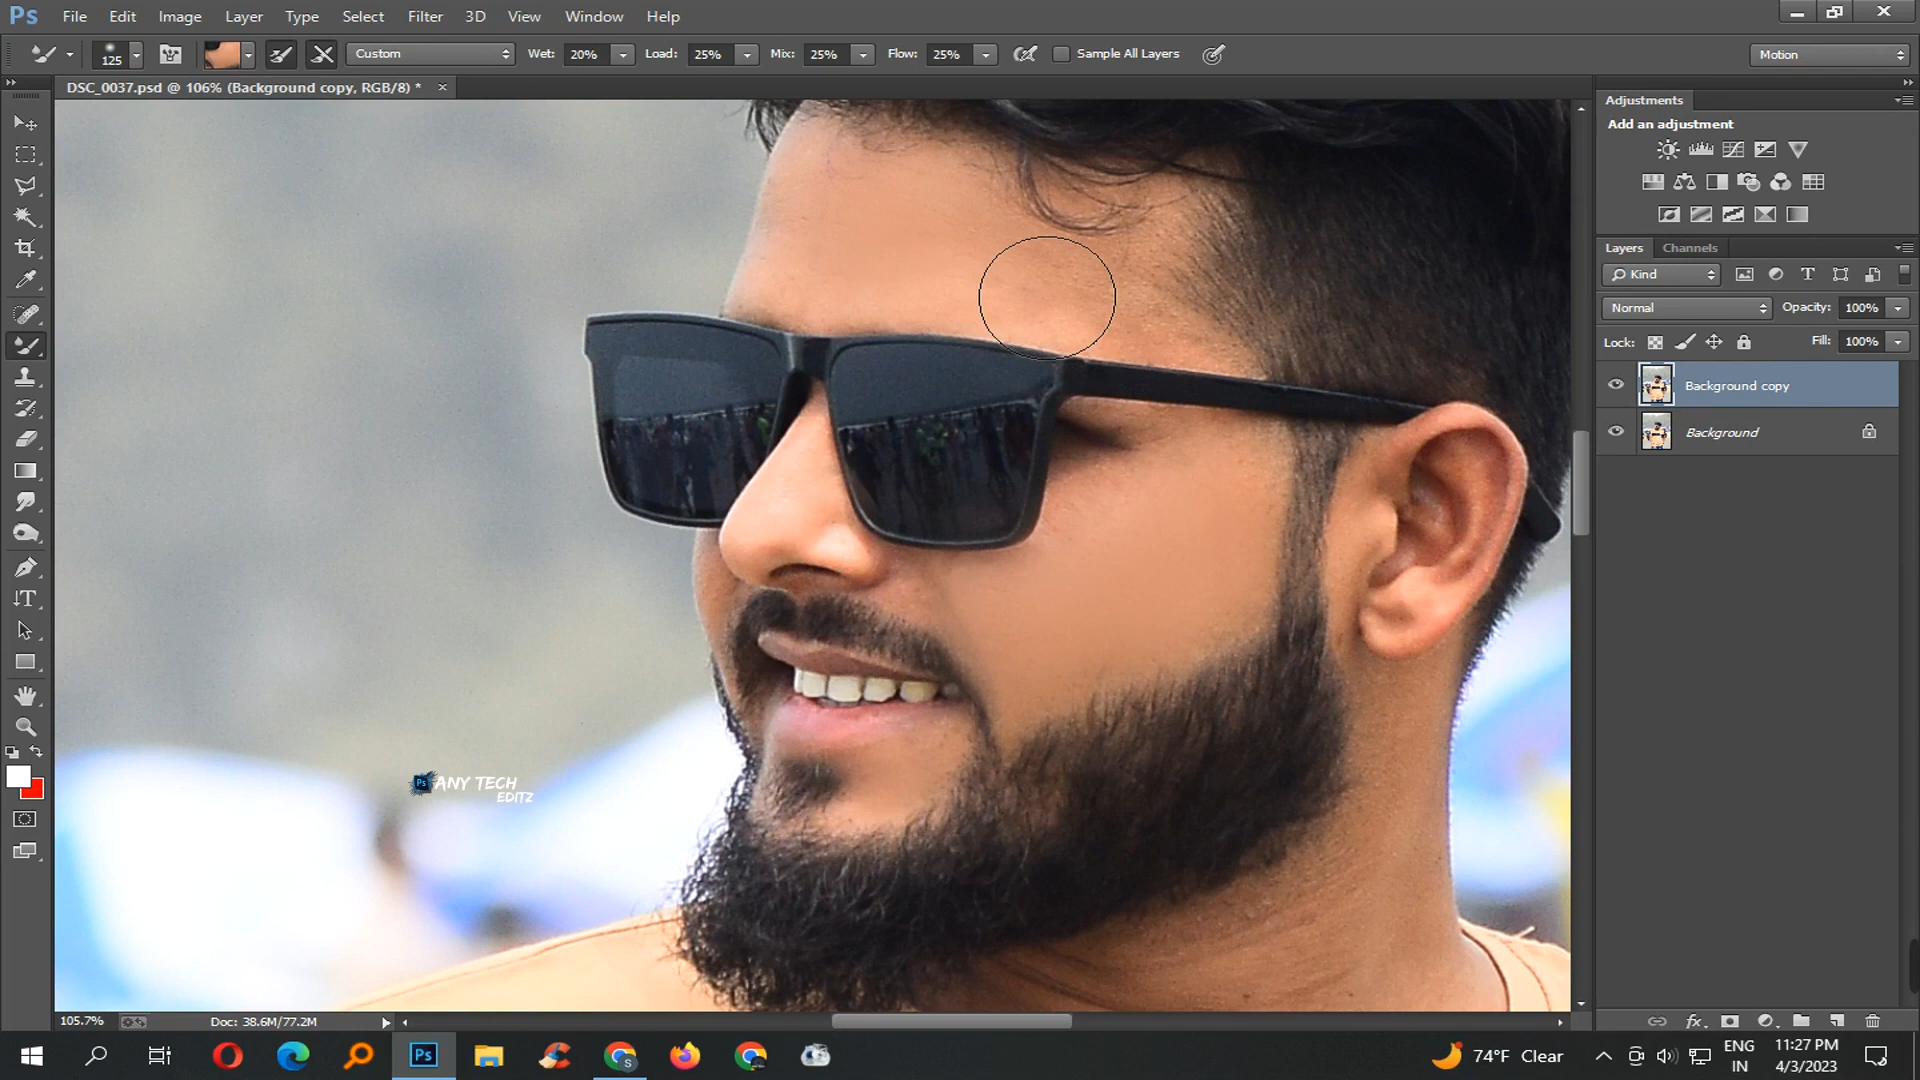 Ps File Edit Image Layer Type Select Filter 3D View Window Help
125 Custom Wet: 20% Load: 25% Mix: 25% Flow: 25% Sample All Layers Motion
DSC_0037.psd @ 106% (Background copy, RGB/8) * ×
Adjustments
Add an adjustment
Layers Channels
Kind
Normal Opacity: 100%
Lock: Fill: 100%
Background copy
Background
Ps ANY TECH
EDITZ
105.7% Doc: 38.6M/77.2M
fx
Ps S 74°F Clear ENG
IN 11:27 PM
4/3/2023